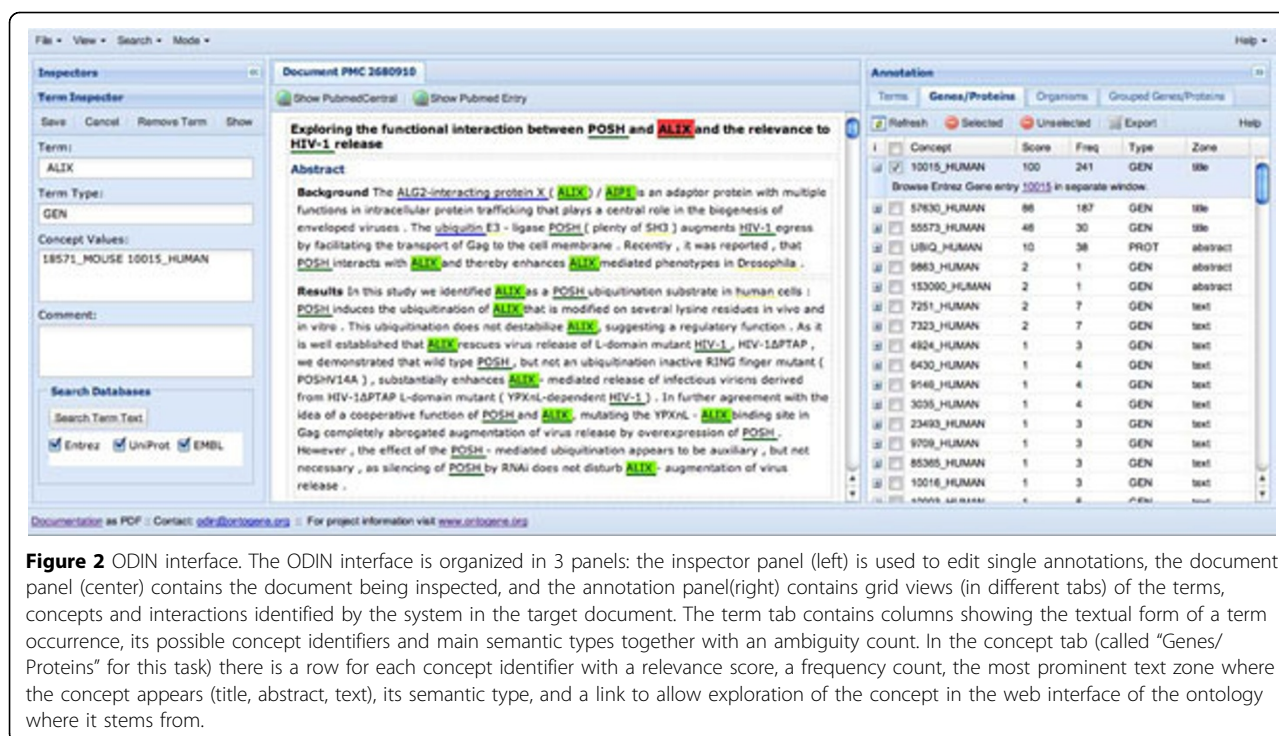 File View Search Mode Help
Inspectors
Term Inspector
Save Cancel Remove Term Show
Term:
ALIX
Term Type:
GEN
Concept Values:
18571_MOUSE 10015_HUMAN
Comment:
Search Databases
Search Term Text
Entrez UniProt EMBL
Document PMC 2680910
Show PubmedCentral Show Pubmed Entry
Exploring the functional interaction between POSH and ALIX and the relevance to
HIV-1 release
Abstract
Background The ALG2-interacting protein X ( ALIX ) / AIP1 is an adaptor protein with multiple
functions in intracellular protein trafficking that plays a central role in the biogenesis of
enveloped viruses . The ubiquitin E3 - ligase POSH ( plenty of SH3 ) augments HIV-1 egress
by facilitating the transport of Gag to the cell membrane . Recently , it was reported , that
POSH interacts with ALIX and thereby enhances ALIX mediated phenotypes in Drosophila .
Results In this study we identified ALIX as a POSH ubiquitination substrate in human cells :
POSH induces the ubiquitination of ALIX that is modified on several lysine residues in vivo and
in vitro . This ubiquitination does not destabilize ALIX , suggesting a regulatory function . As it
is well established that ALIX rescues virus release of L-domain mutant HIV-1 , HIV-1ΔPTAP ,
we demonstrated that wild type POSH , but not an ubiquitination inactive RING finger mutant (
POSHV14A ) , substantially enhances ALIX - mediated release of infectious virions derived
from HIV-1ΔPTAP L-domain mutant ( YPXnL-dependent HIV-1 ) . In further agreement with the
idea of a cooperative function of POSH and ALIX , mutating the YPXnL - ALIX binding site in
Gag completely abrogated augmentation of virus release by overexpression of POSH .
However , the effect of the POSH - mediated ubiquitination appears to be auxiliary , but not
necessary , as silencing of POSH by RNAi does not disturb ALIX - augmentation of virus
release .
Annotation
Terms Genes/Proteins Organisms Grouped Genes/Proteins
Refresh Selected Unselected Export Help
i Concept Score Freq Type Zone
10015_HUMAN 100 241 GEN title
Browse Entrez Gene entry 10015 in separate window.
57630_HUMAN 86 187 GEN title
55573_HUMAN 46 30 GEN title
UBIQ_HUMAN 10 38 PROT abstract
9863_HUMAN 2 1 GEN abstract
153090_HUMAN 2 1 GEN abstract
7251_HUMAN 2 7 GEN text
7323_HUMAN 2 7 GEN text
4924_HUMAN 1 3 GEN text
6430_HUMAN 1 4 GEN text
9146_HUMAN 1 4 GEN text
3035_HUMAN 1 4 GEN text
23493_HUMAN 1 3 GEN text
9709_HUMAN 1 3 GEN text
85365_HUMAN 1 3 GEN text
10016_HUMAN 1 3 GEN text
Documentation as PDF :: Contact: odin@ontogene.org :: For project information visit www.ontogene.org
Figure 2 ODIN interface. The ODIN interface is organized in 3 panels: the inspector panel (left) is used to edit single annotations, the document
panel (center) contains the document being inspected, and the annotation panel(right) contains grid views (in different tabs) of the terms,
concepts and interactions identified by the system in the target document. The term tab contains columns showing the textual form of a term
occurrence, its possible concept identifiers and main semantic types together with an ambiguity count. In the concept tab (called "Genes/
Proteins" for this task) there is a row for each concept identifier with a relevance score, a frequency count, the most prominent text zone where
the concept appears (title, abstract, text), its semantic type, and a link to allow exploration of the concept in the web interface of the ontology
where it stems from.